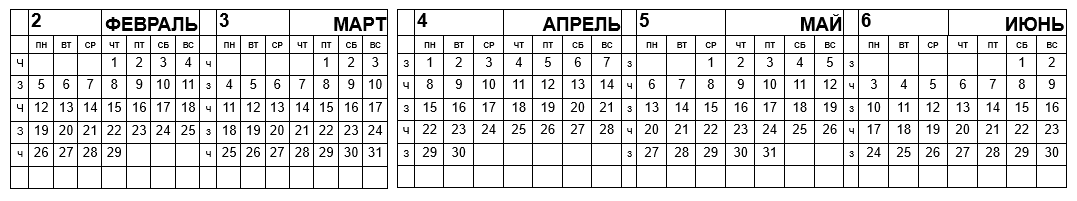 2 ФЕВРАЛЬ 3 МАРТ 4 АПРЕЛЬ 5 МАЙ 6 ИЮНЬ
ПН ВТ СР ЧТ ПТ СБ ВС ПН ВТ СР ЧТ ПТ СБ ВС ПН ВТ СР ЧТ ПТ СБ ВС ПН ВТ СР ЧТ ПТ СБ ВС ПН ВТ СР ЧТ ПТ СБ ВС
Ч 1 2 3 4 ч 1 2 3 З 1 2 3 4 5 6 7 з 1 2 3 4 5 з 1 2
З 5 6 7 8 9 10 11 з 4 5 6 7 8 9 10 Ч 8 9 10 11 12 13 14 ч 6 7 8 9 10 11 12 ч 3 4 5 6 7 8 9
Ч 12 13 14 15 16 17 18 ч 11 12 13 14 15 16 17 З 15 16 17 18 19 20 21 з 13 14 15 16 17 18 19 з 10 11 12 13 14 15 16
З 19 20 21 22 23 24 25 з 18 19 20 21 22 23 24 ч 22 23 24 25 26 27 28 ч 20 21 22 23 24 25 26 ч 17 18 19 20 21 22 23
ч 26 27 28 29 ч 25 26 27 28 29 30 31 З 29 30 з 27 28 29 30 31 з 24 25 26 27 28 29 30